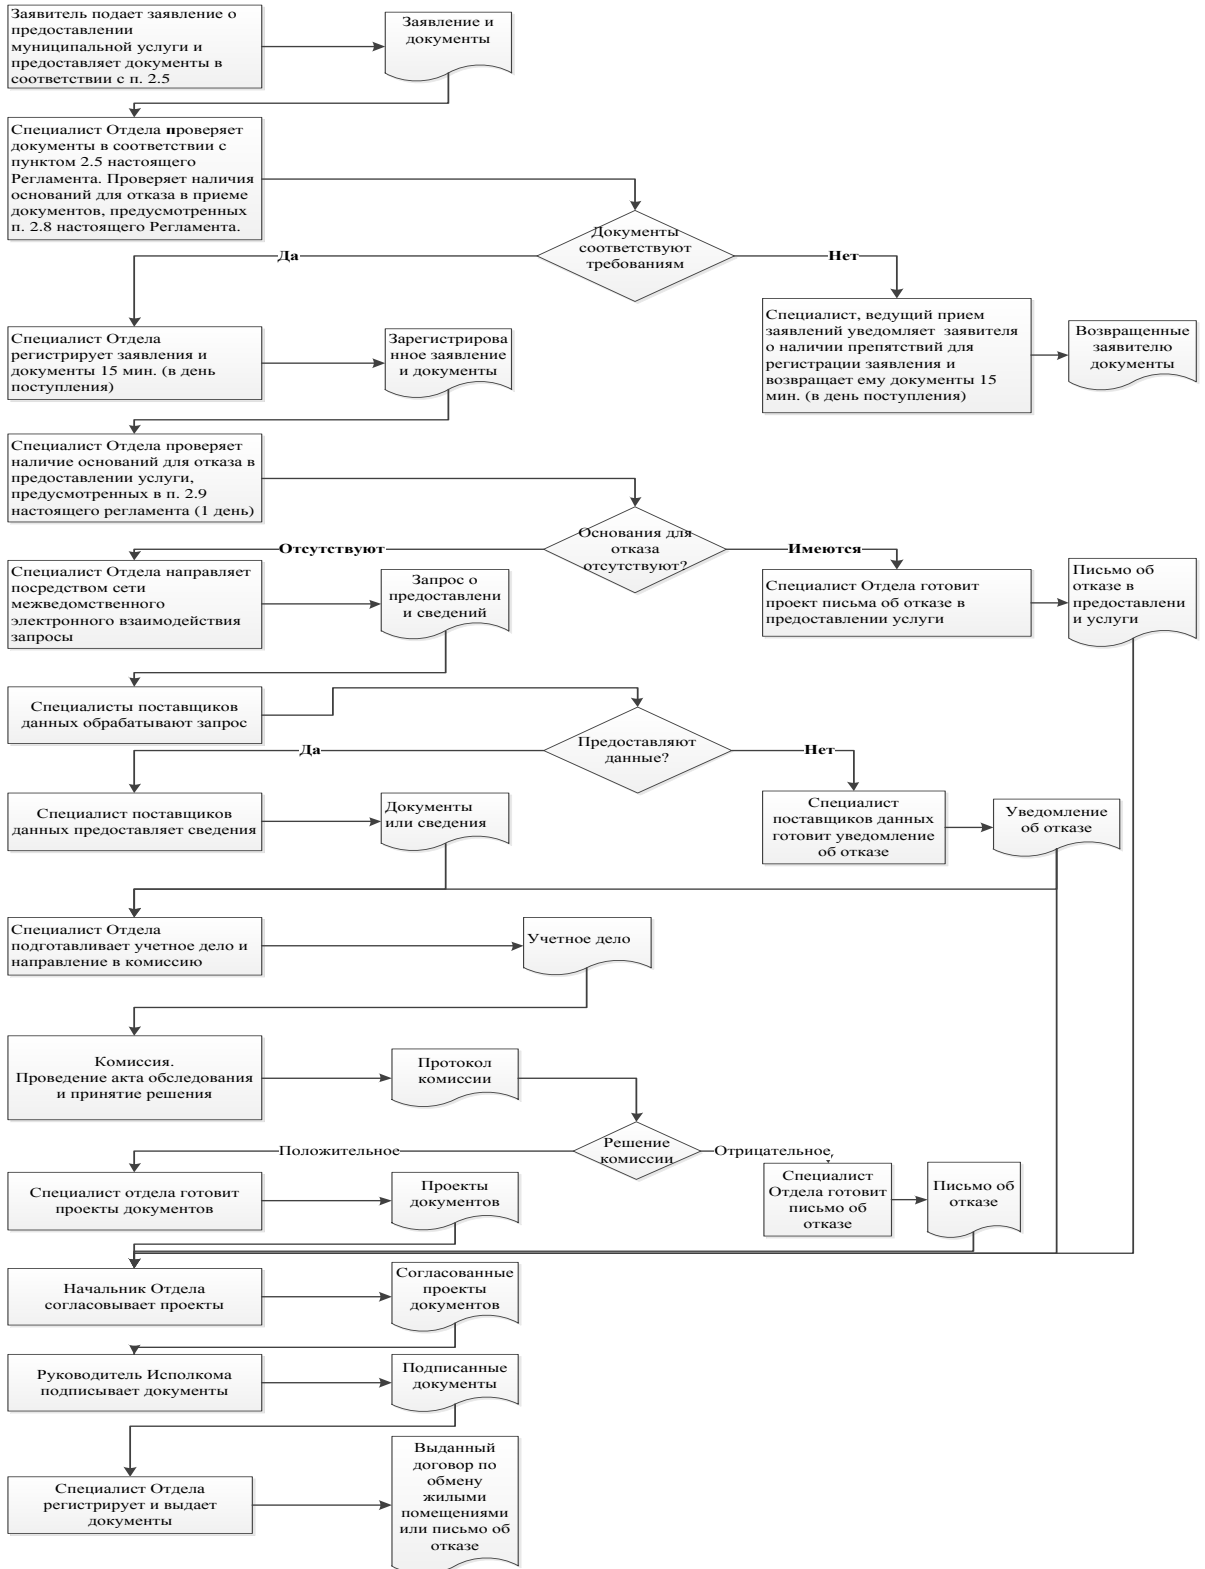 Заявитель подает заявление о
предоставлении
муниципальной услуги и
предоставляет документы в
соответствии с п. 2.5
Заявление и
документы
Специалист Отдела проверяет
документы в соответствии с
пунктом 2.5 настоящего
Регламента. Проверяет наличия
оснований для отказа в приеме
документов, предусмотренных
п. 2.8 настоящего Регламента.
Документы
соответствуют
требованиям
Да
Нет
Специалист Отдела
регистрирует заявления и
документы 15 мин. (в день
поступления)
Зарегистрирова
нное заявление
и документы
Специалист, ведущий прием
заявлений уведомляет заявителя
о наличии препятствий для
регистрации заявления и
возвращает ему документы 15
мин. (в день поступления)
Возвращенные
заявителю
документы
Специалист Отдела проверяет
наличие оснований для отказа в
предоставлении услуги,
предусмотренных в п. 2.9
настоящего регламента (1 день)
Основания для
отказа
отсутствуют?
Отсутствуют
Имеются
Специалист Отдела направляет
посредством сети
межведомственного
электронного взаимодействия
запросы
Запрос о
предоставлени
и сведений
Специалист Отдела готовит
проект письма об отказе в
предоставлении услуги
Письмо об
отказе в
предоставлени
и услуги
Специалисты поставщиков
данных обрабатывают запрос
Предоставляют
данные?
Да
Нет
Специалист поставщиков
данных предоставляет сведения
Документы
или сведения
Специалист
поставщиков данных
готовит уведомление
об отказе
Уведомление
об отказе
Специалист Отдела
подготавливает учетное дело и
направление в комиссию
Учетное дело
Комиссия.
Проведение акта обследования
и принятие решения
Протокол
комиссии
Решение
комиссии
Положительное
Отрицательное,
Специалист отдела готовит
проекты документов
Проекты
документов
Специалист
Отдела готовит
письмо об
отказе
Письмо об
отказе
Начальник Отдела
согласовывает проекты
Согласованные
проекты
документов
Руководитель Исполкома
подписывает документы
Подписанные
документы
Специалист Отдела
регистрирует и выдает
документы
Выданный
договор по
обмену
жилыми
помещениями
или письмо об
отказе